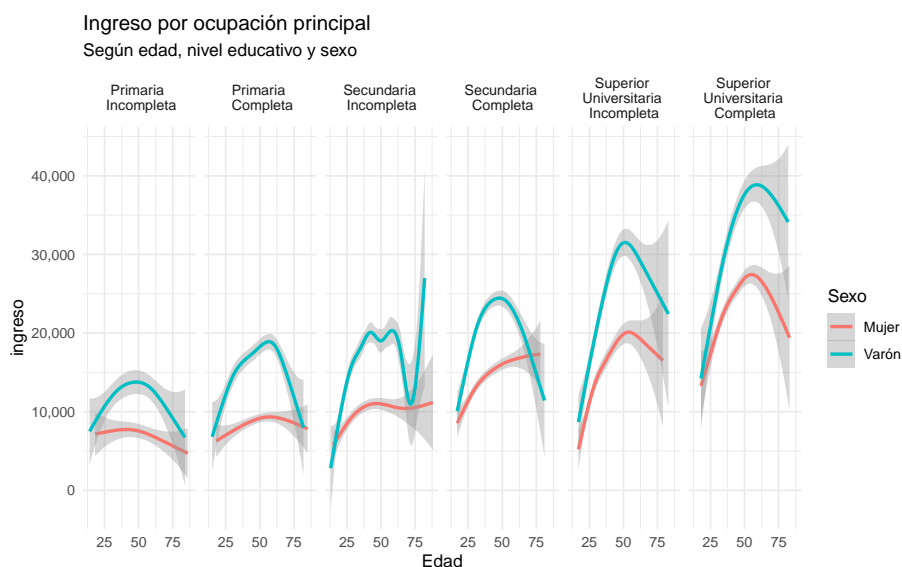 Ingreso por ocupación principal
Según edad, nivel educativo y sexo
Primaria
Incompleta
Primaria
Completa
Secundaria
Incompleta
Secundaria
Completa
Superior
Universitaria
Incompleta
Superior
Universitaria
Completa
40,000
30,000
20,000
10,000
0
ingreso
25 50 75
25 50 75
25 50 75
25 50 75
25 50 75
25 50 75
Edad
Sexo
Mujer
Varón